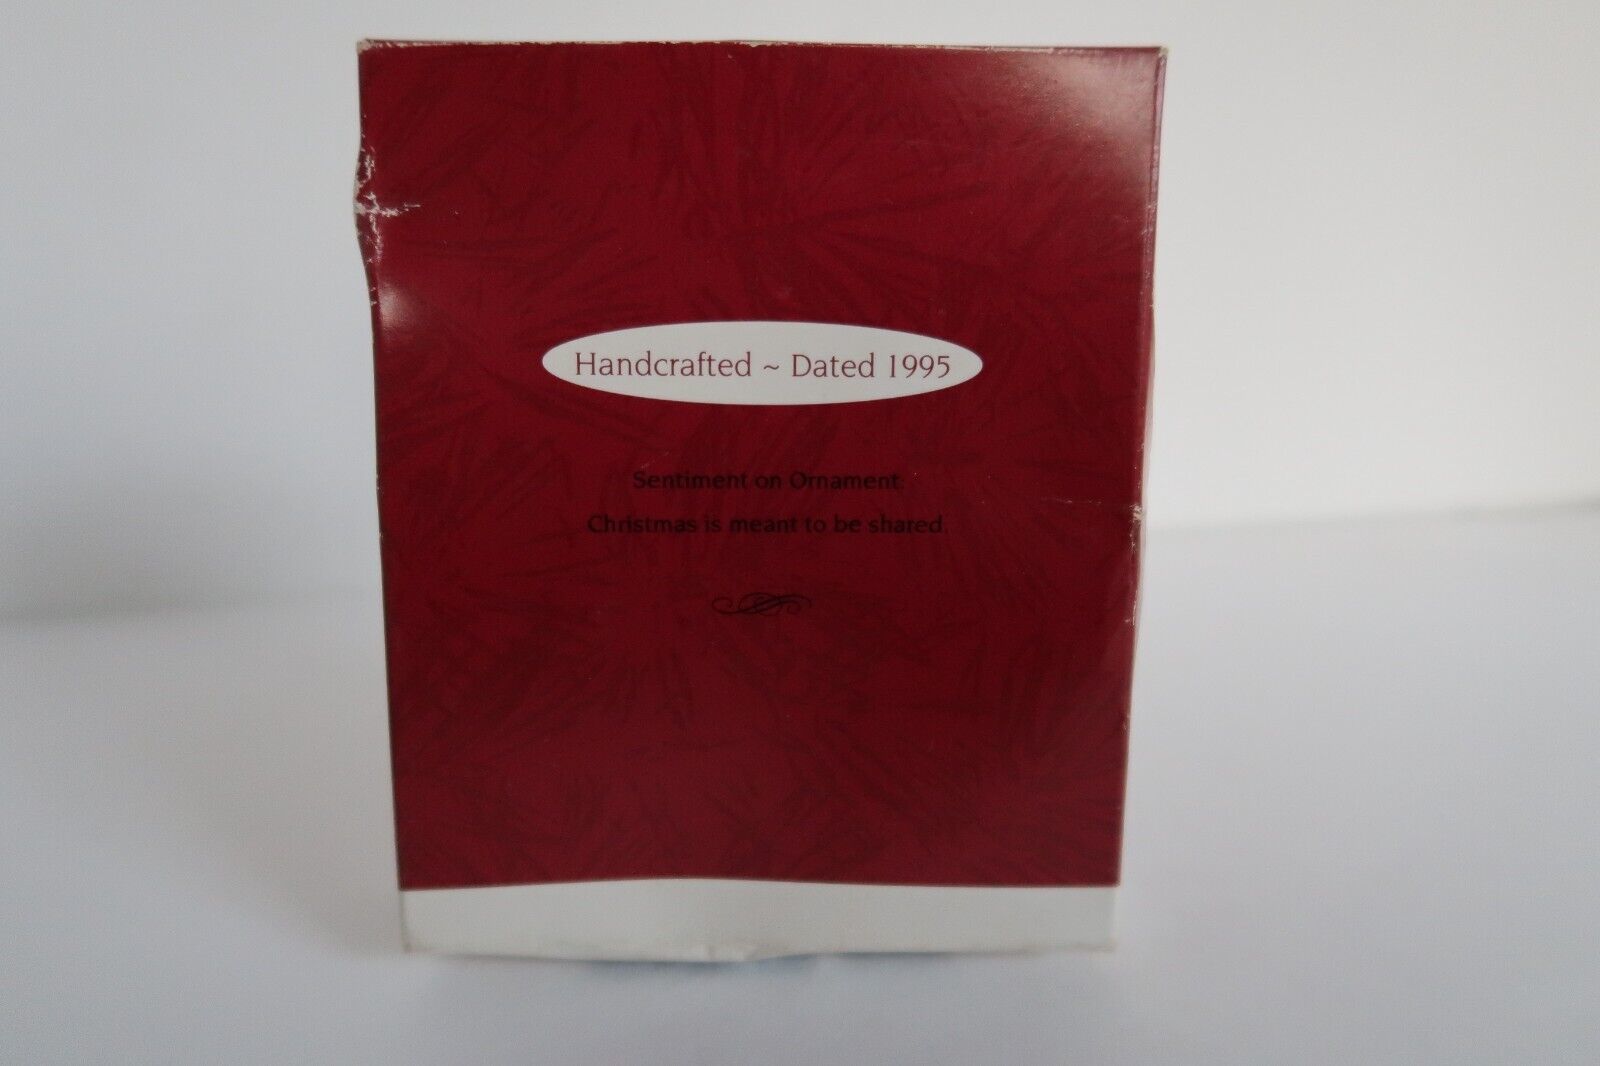 Handcrafted ~ Dated 1995
Sentiment on Ornament:
Christmas is meant to be shared.